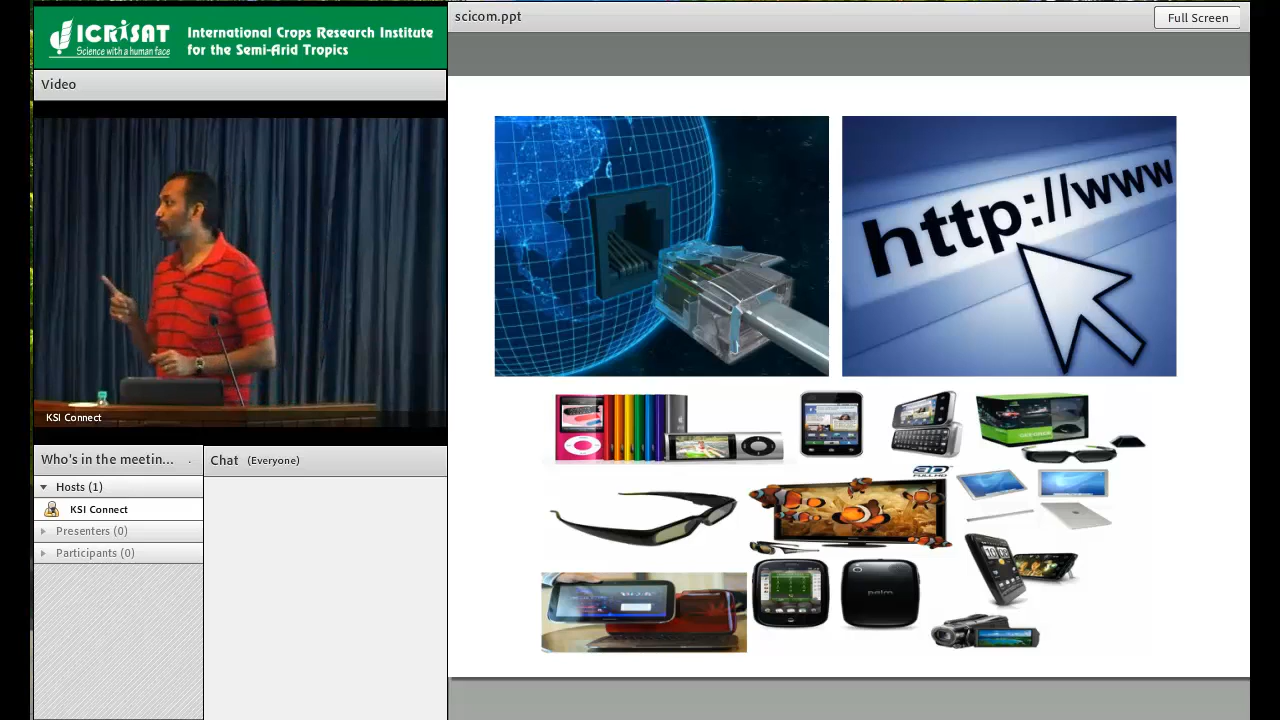 ICRISAT
Science with a human face
International Crops Research Institute
for the Semi-Arid Tropics
scicom.ppt
Full Screen
Video
KSI Connect
Who's in the meetin...
Chat (Everyone)
Hosts (1)
KSI Connect
Presenters (0)
Participants (0)
http://www
3D
FULL HD
palm